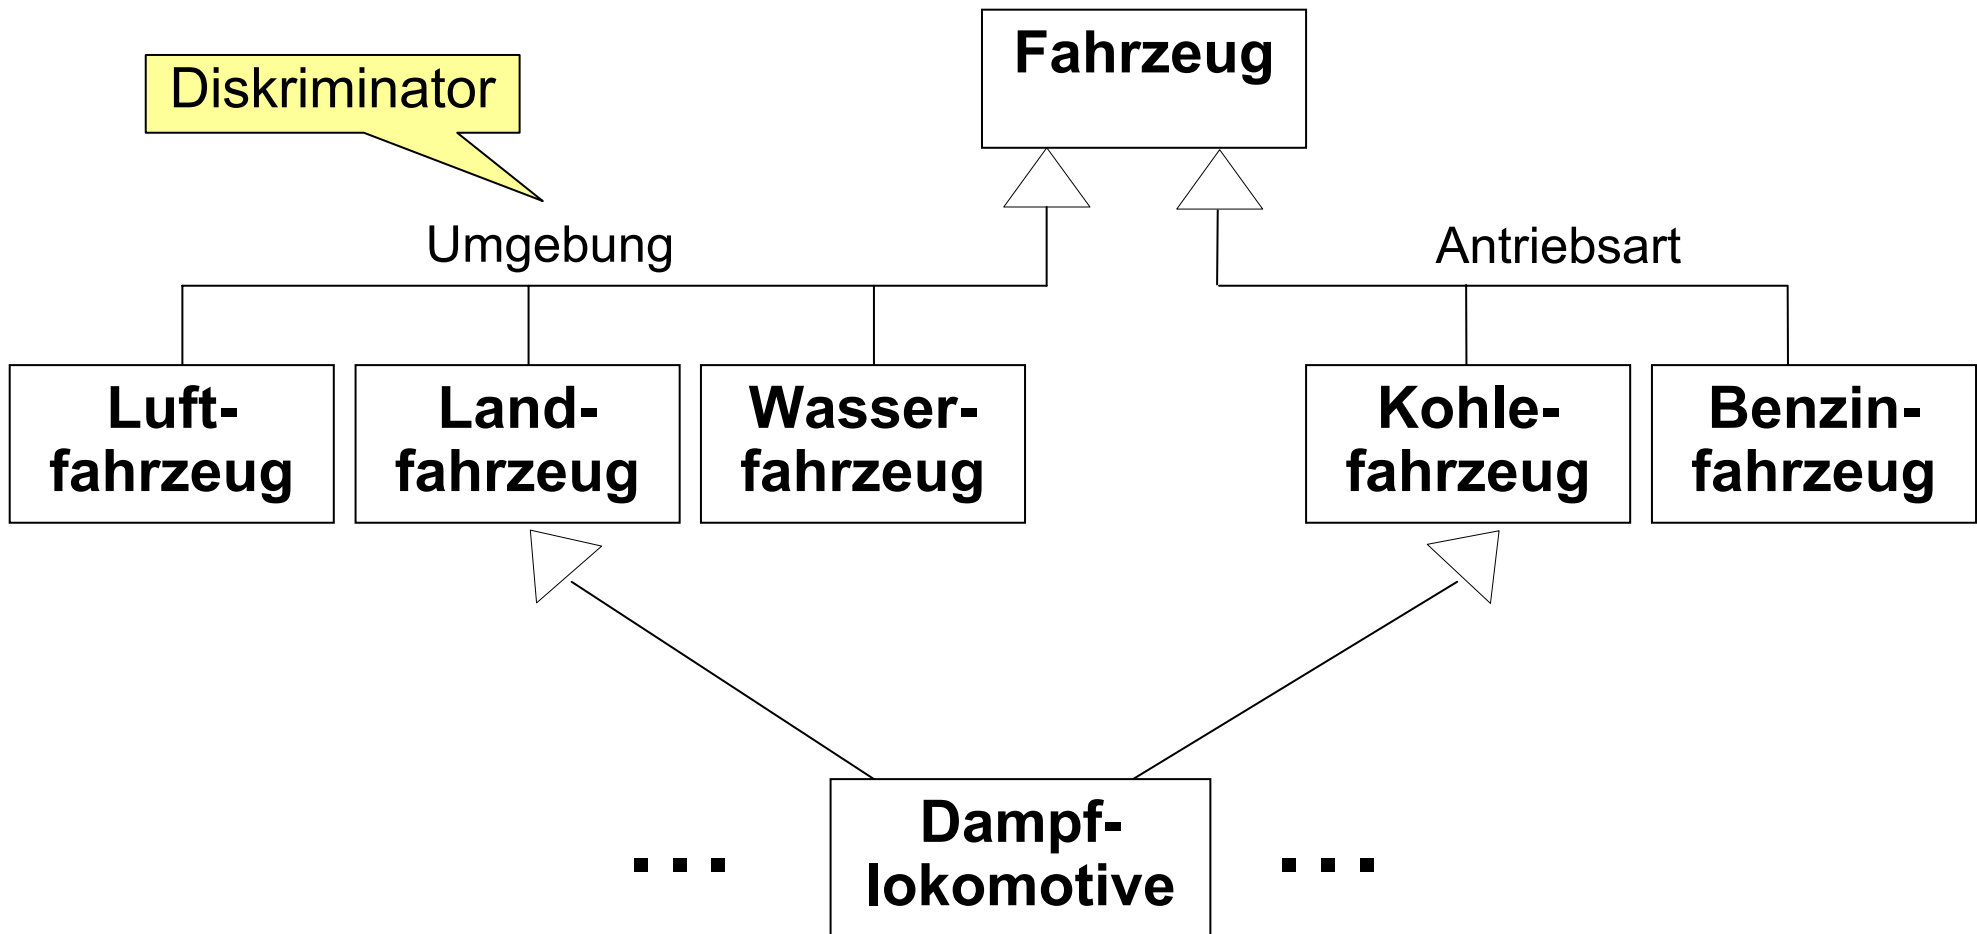 Fahrzeug
Diskriminator
Umgebung
Antriebsart
Luft-
fahrzeug
Land-
fahrzeug
Wasser-
fahrzeug
Kohle-
fahrzeug
Benzin-
fahrzeug
...
Dampf-
lokomotive
...